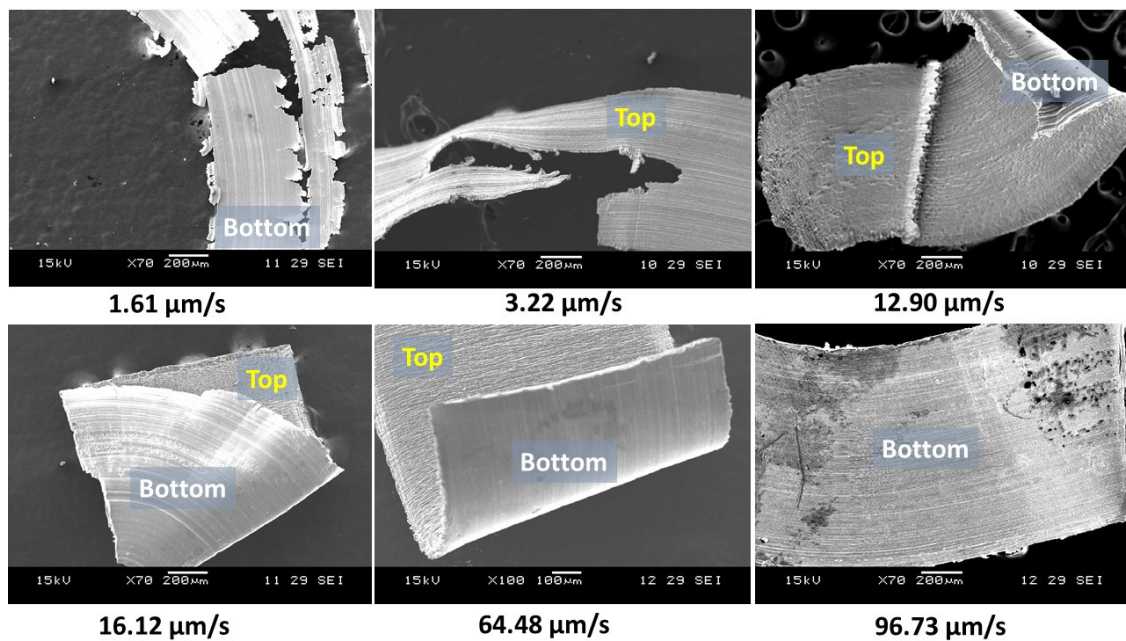 Bottom
15kV X70 200μm 11 29 SEI
1.61 μm/s
Top
15kV X70 200μm 10 29 SEI
3.22 μm/s
Bottom
Top
15kV X70 200μm 10 29 SEI
12.90 μm/s
Top
Bottom
15kV X70 200μm 11 29 SEI
16.12 μm/s
Top
Bottom
15kV X100 100μm 12 29 SEI
64.48 μm/s
Bottom
15kV X70 200μm 12 29 SEI
96.73 μm/s